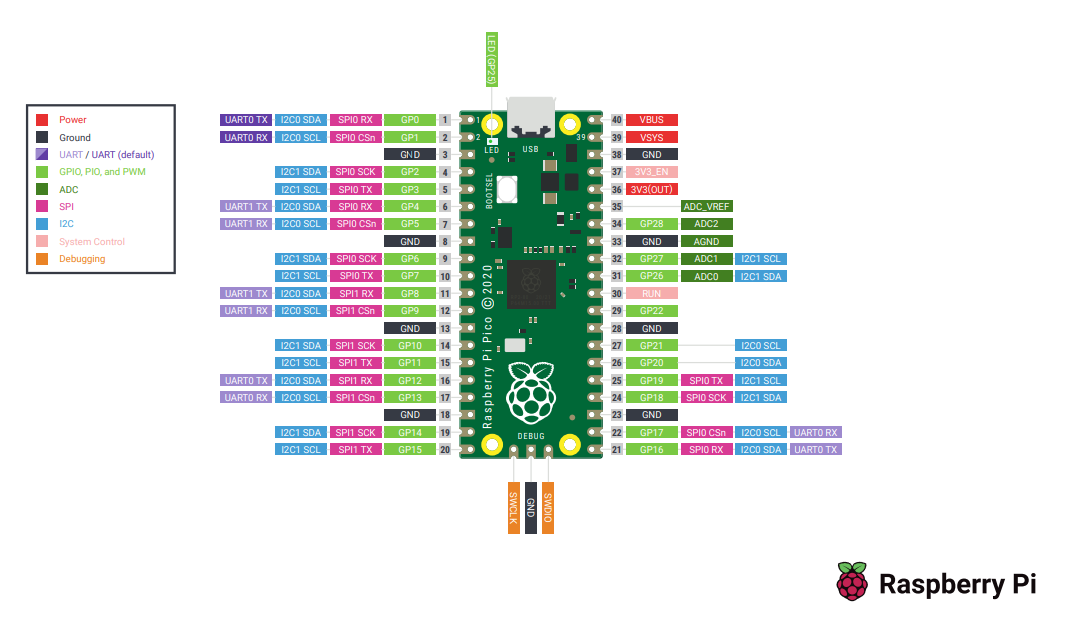 LED (GP25)
Power
Ground
UART / UART (default)
GPIO, PIO, and PWM
ADC
SPI
I2C
System Control
Debugging
UART0 TX I2C0 SDA SPI0 RX GP0 1
UART0 RX I2C0 SCL SPI0 CSn GP1 2
GND 3
I2C1 SDA SPI0 SCK GP2 4
I2C1 SCL SPI0 TX GP3 5
UART1 TX I2C0 SDA SPI0 RX GP4 6
UART1 RX I2C0 SCL SPI0 CSn GP5 7
GND 8
I2C1 SDA SPI0 SCK GP6 9
I2C1 SCL SPI0 TX GP7 10
UART1 TX I2C0 SDA SPI1 RX GP8 11
UART1 RX I2C0 SCL SPI1 CSn GP9 12
GND 13
I2C1 SDA SPI1 SCK GP10 14
I2C1 SCL SPI1 TX GP11 15
UART0 TX I2C0 SDA SPI1 RX GP12 16
UART0 RX I2C0 SCL SPI1 CSn GP13 17
GND 18
I2C1 SDA SPI1 SCK GP14 19
I2C1 SCL SPI1 TX GP15 20
1
2
39
LED
USB
BOOTSEL
Raspberry Pi Pico © 2020
DEBUG
40 VBUS
39 VSYS
38 GND
37 3V3_EN
36 3V3(OUT)
35 ADC_VREF
34 GP28 ADC2
33 GND AGND
32 GP27 ADC1 I2C1 SCL
31 GP26 ADC0 I2C1 SDA
30 RUN
29 GP22
28 GND
27 GP21 I2C0 SCL
26 GP20 I2C0 SDA
25 GP19 SPI0 TX I2C1 SCL
24 GP18 SPI0 SCK I2C1 SDA
23 GND
22 GP17 SPI0 CSn I2C0 SCL UART0 RX
21 GP16 SPI0 RX I2C0 SDA UART0 TX
SWCLK
GND
SWDIO
Raspberry Pi